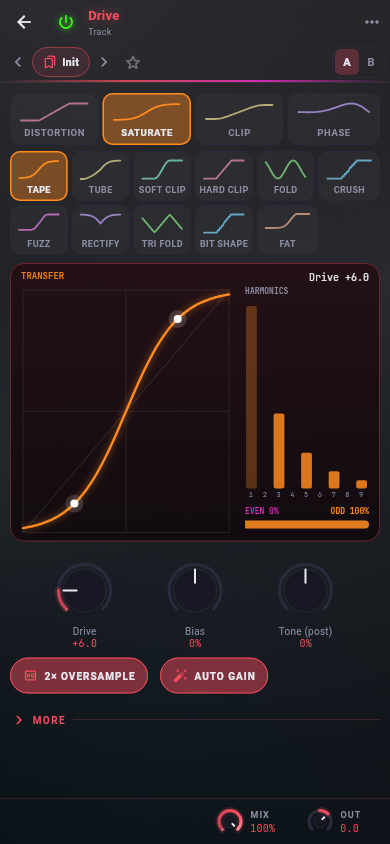 Drive
Track
Init
A B
DISTORTION SATURATE CLIP PHASE
TAPE TUBE SOFT CLIP HARD CLIP FOLD CRUSH
FUZZ RECTIFY TRI FOLD BIT SHAPE FAT
TRANSFER Drive +6.0
HARMONICS
1 2 3 4 5 6 7 8 9
EVEN 0% ODD 100%
Drive Bias Tone (post)
+6.0 0% 0%
HQ 2× OVERSAMPLE AUTO GAIN
MORE
MIX OUT
100% 0.0